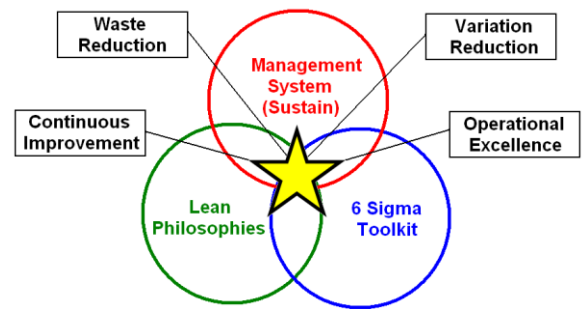 Waste
Reduction
Variation
Reduction
Management
System
(Sustain)
Continuous
Improvement
Operational
Excellence
Lean
Philosophies
6 Sigma
Toolkit